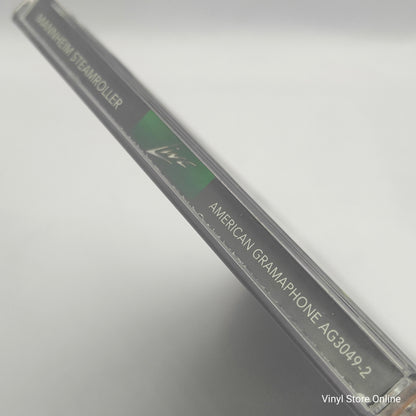 MANNHEIM STEAMROLLER
Live
AMERICAN GRAMAPHONE AG3049-2
Vinyl Store Online